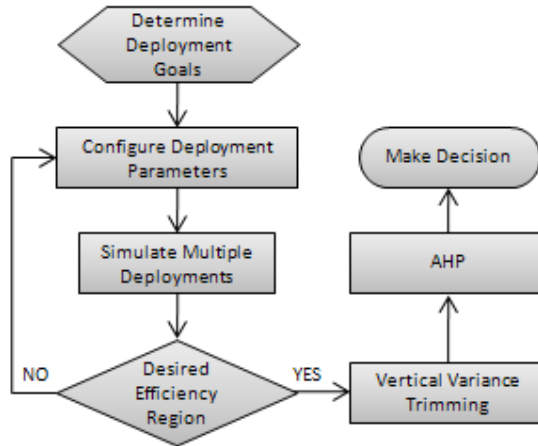 Determine
Deployment
Goals
Configure Deployment
Parameters
Simulate Multiple
Deployments
Desired
Efficiency
Region
NO
YES
Vertical Variance
Trimming
AHP
Make Decision